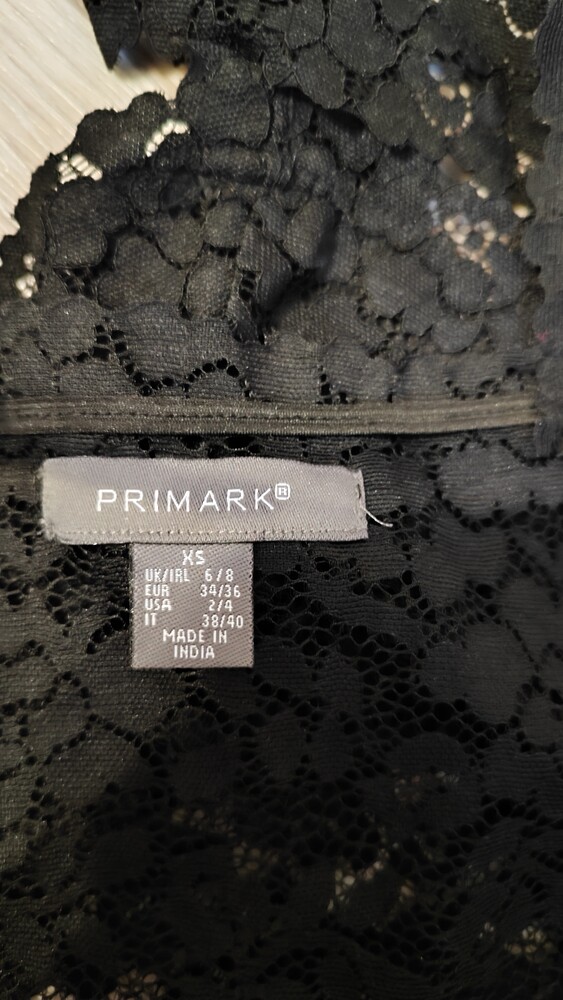 PRIMARK®
XS
UK/IRL 6/8
EUR 34/36
USA 2/4
IT 38/40
MADE IN
INDIA